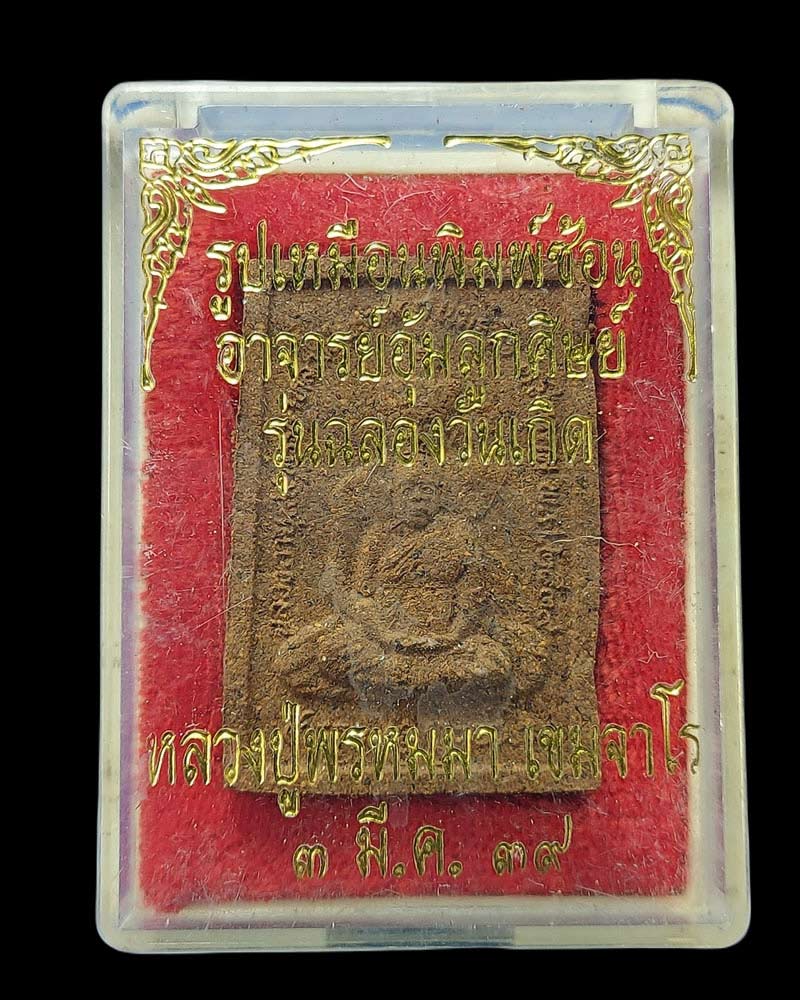 รูปเหมือนพิมพ์ซ้อน
อาจารย์อุ้มลูกศิษย์
รุ่นฉลองวันเกิด
หลวงปู่พรหมมา เขมจาโร
๓ มี.ค. ๓๙